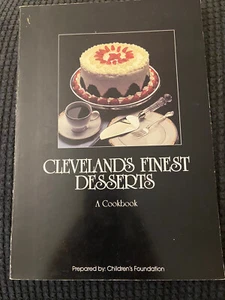 CLEVELANDS FINEST
DESSERTS
A Cookbook
Prepared by: Children's Foundation